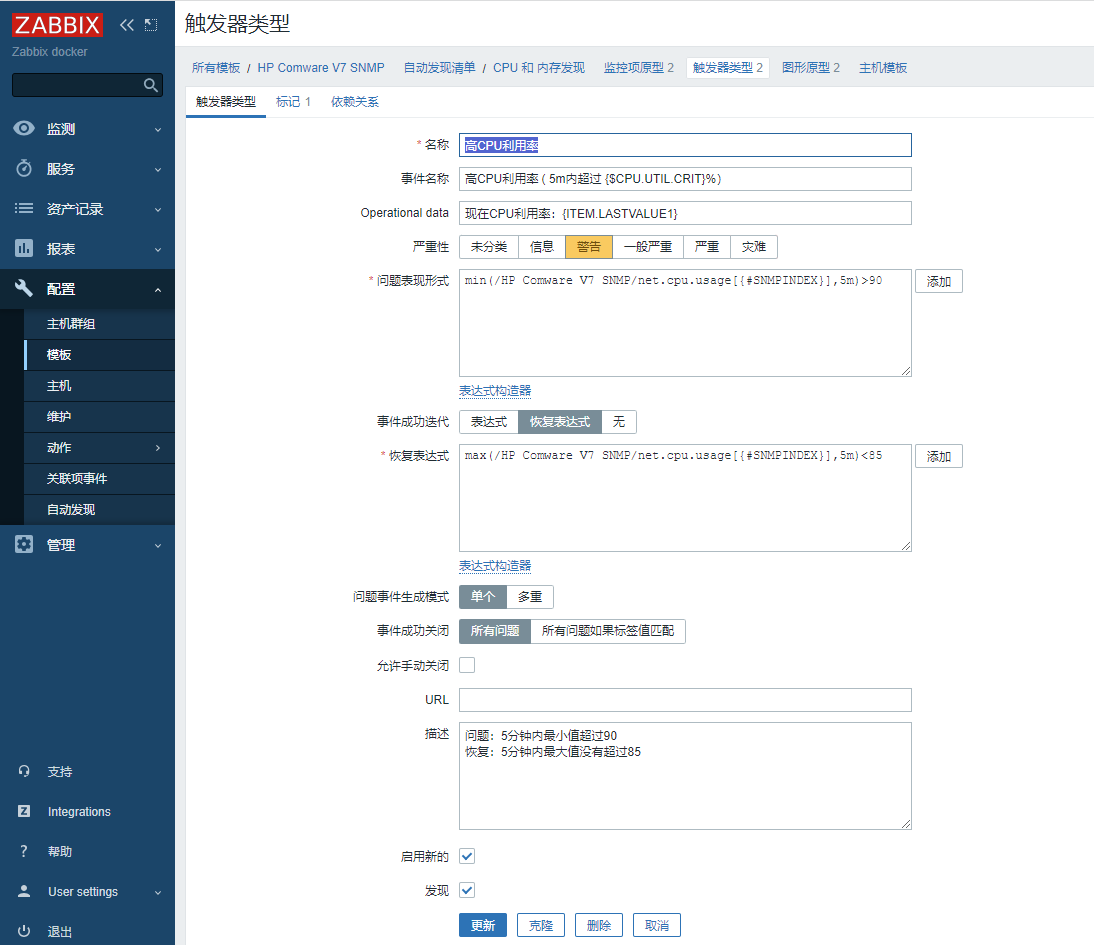 ZABBIX
Zabbix docker
监测
服务
资产记录
报表
配置
主机群组
模板
主机
维护
动作
关联项事件
自动发现
管理
支持
Integrations
帮助
User settings
退出
触发器类型
所有模板 / HP Comware V7 SNMP 自动发现清单 / CPU 和 内存发现 监控项原型 2 触发器类型 2 图形原型 2 主机模板
触发器类型 标记 1 依赖关系
* 名称 高CPU利用率
事件名称 高CPU利用率 ( 5m内超过 {$CPU.UTIL.CRIT}%)
Operational data 现在CPU利用率：{ITEM.LASTVALUE1}
严重性 未分类 信息 警告 一般严重 严重 灾难
* 问题表现形式 min(/HP Comware V7 SNMP/net.cpu.usage[{#SNMPINDEX}],5m)>90 添加
表达式构造器
事件成功迭代 表达式 恢复表达式 无
* 恢复表达式 max(/HP Comware V7 SNMP/net.cpu.usage[{#SNMPINDEX}],5m)<85 添加
表达式构造器
问题事件生成模式 单个 多重
事件成功关闭 所有问题 所有问题如果标签值匹配
允许手动关闭
URL
描述 问题：5分钟内最小值超过90
恢复：5分钟内最大值没有超过85
启用新的
发现
更新 克隆 删除 取消